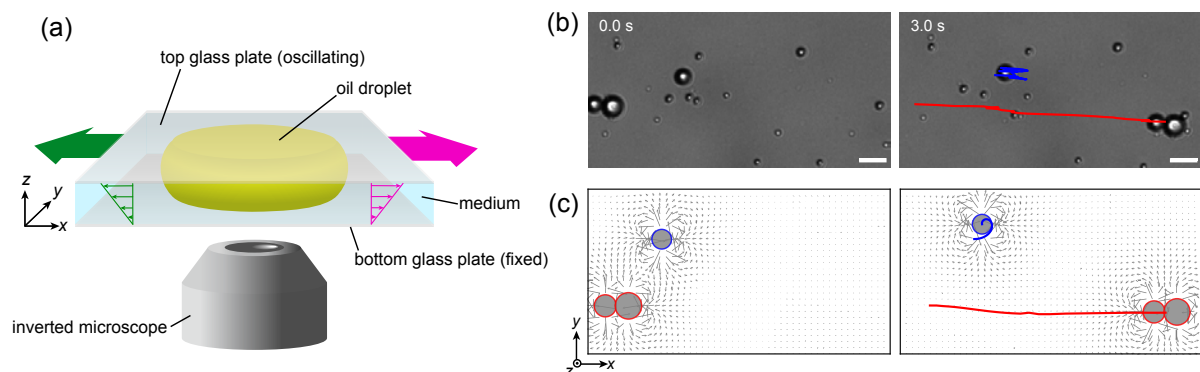 (a)
top glass plate (oscillating)
oil droplet
z
y
x
medium
bottom glass plate (fixed)
inverted microscope
(b)
0.0 s
3.0 s
(c)
y
z
x